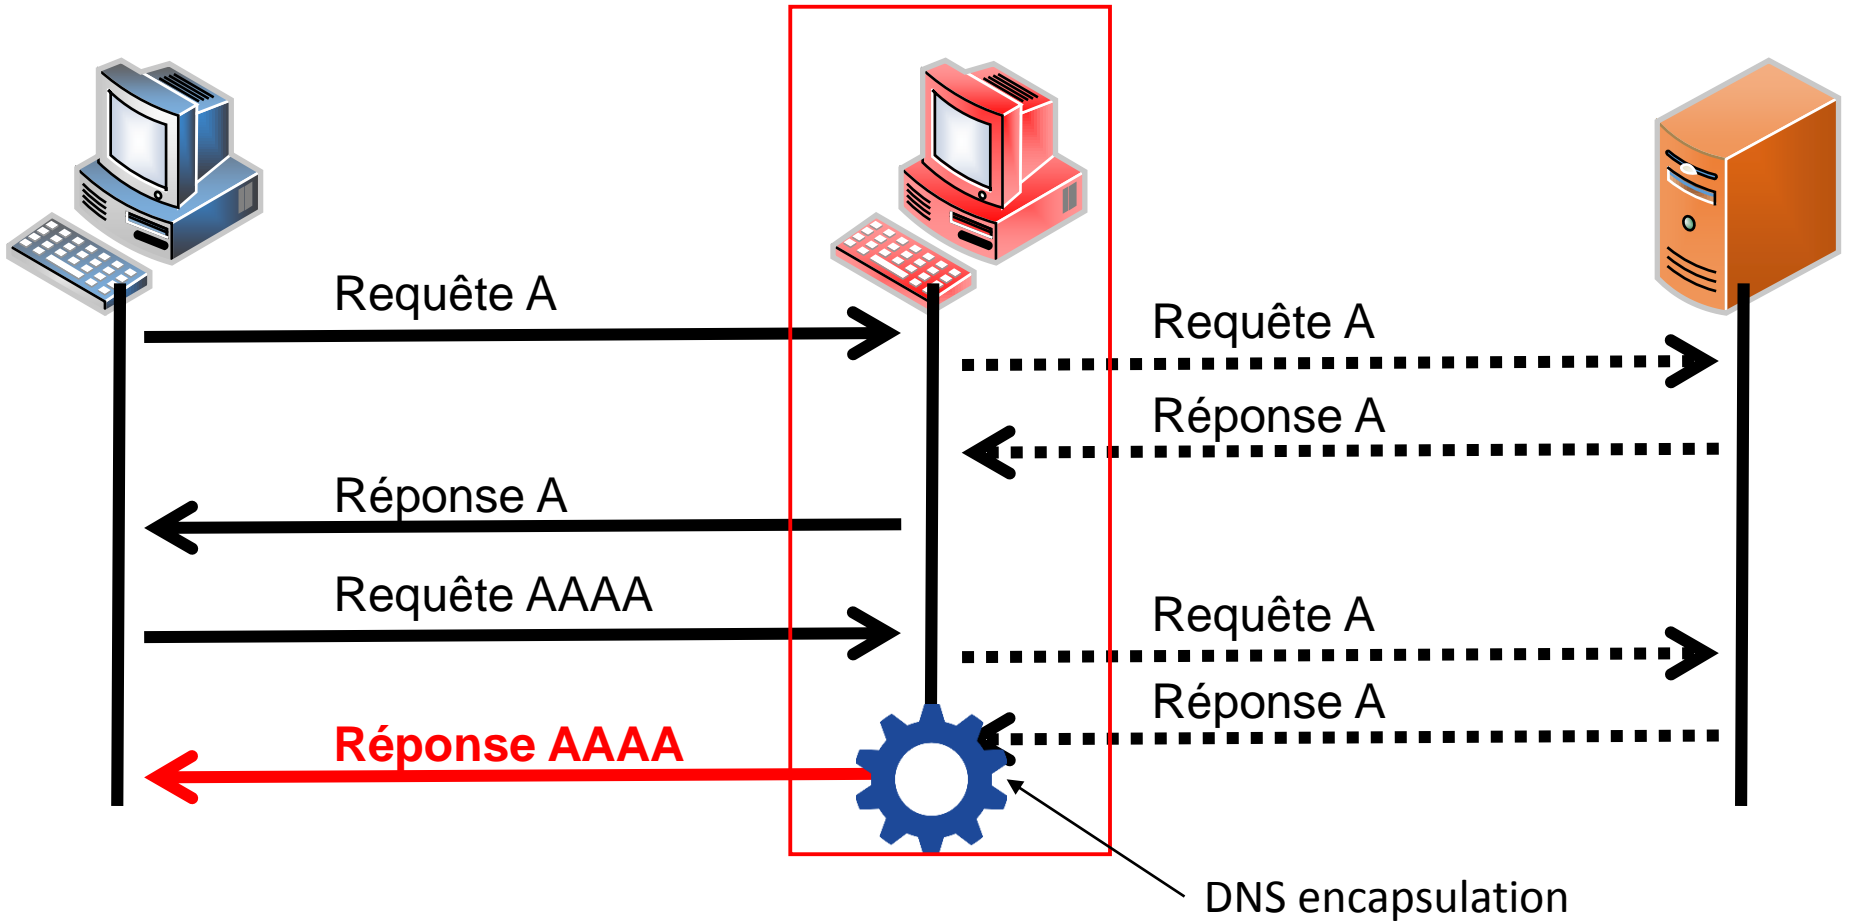 Requête A
Requête A
Réponse A
Réponse A
Requête AAAA
Requête A
Réponse A
Réponse AAAA
DNS encapsulation